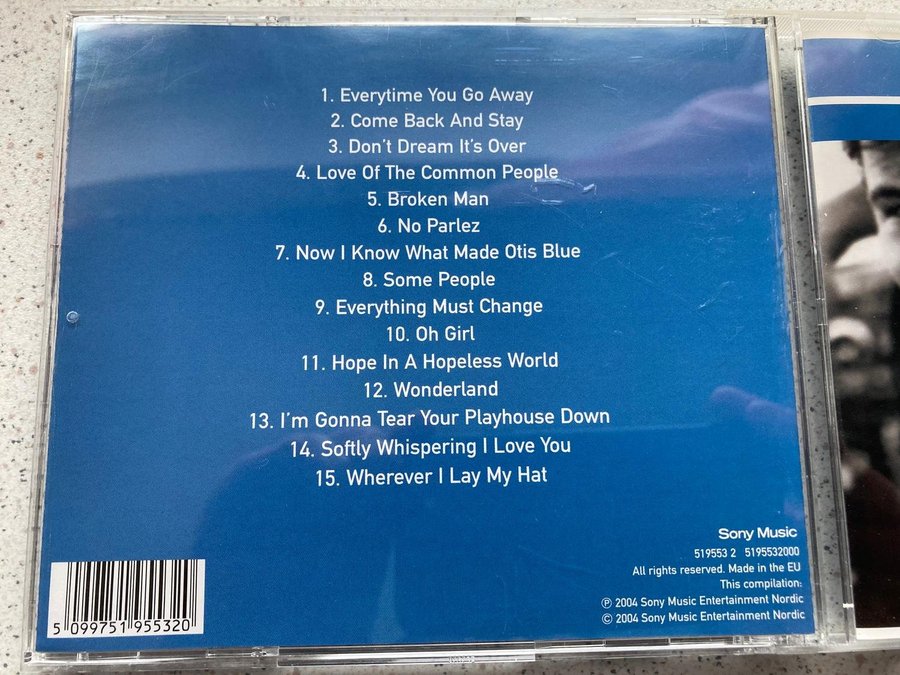 1. Everytime You Go Away
2. Come Back And Stay
3. Don't Dream It's Over
4. Love Of The Common People
5. Broken Man
6. No Parlez
7. Now I Know What Made Otis Blue
8. Some People
9. Everything Must Change
10. Oh Girl
11. Hope In A Hopeless World
12. Wonderland
13. I'm Gonna Tear Your Playhouse Down
14. Softly Whispering I Love You
15. Wherever I Lay My Hat
Sony Music
519553 2 5195532000
All rights reserved. Made in the EU
This compilation:
℗ 2004 Sony Music Entertainment Nordic
© 2004 Sony Music Entertainment Nordic
5 099751 955320